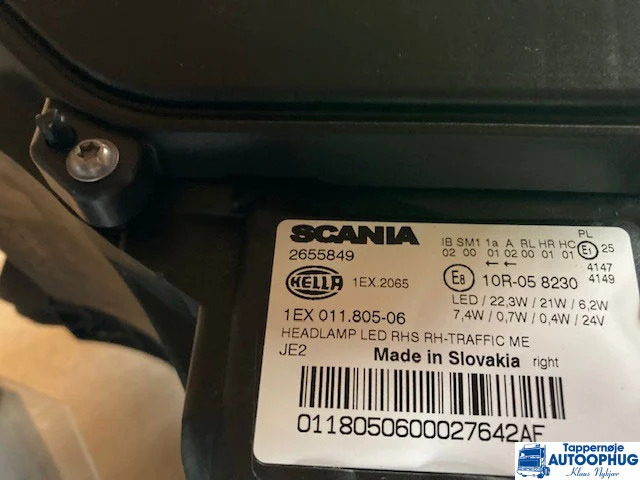 SCANIA
2655849
HELLA 1EX.2065
1EX 011.805-06
HEADLAMP LED RHS RH-TRAFFIC ME
JE2 Made in Slovakia right
0118050600027642AF
PL
IB SM1 1a A RL HR HC E1 25
02 00 01 02 00 01 01
← ← 4147
E8 10R-05 8230 4149
LED / 22,3W / 21W / 6,2W
7,4W / 0,7W / 0,4W / 24V
Tappernøje
AUTOOPHUG
Klaus Nyhjær